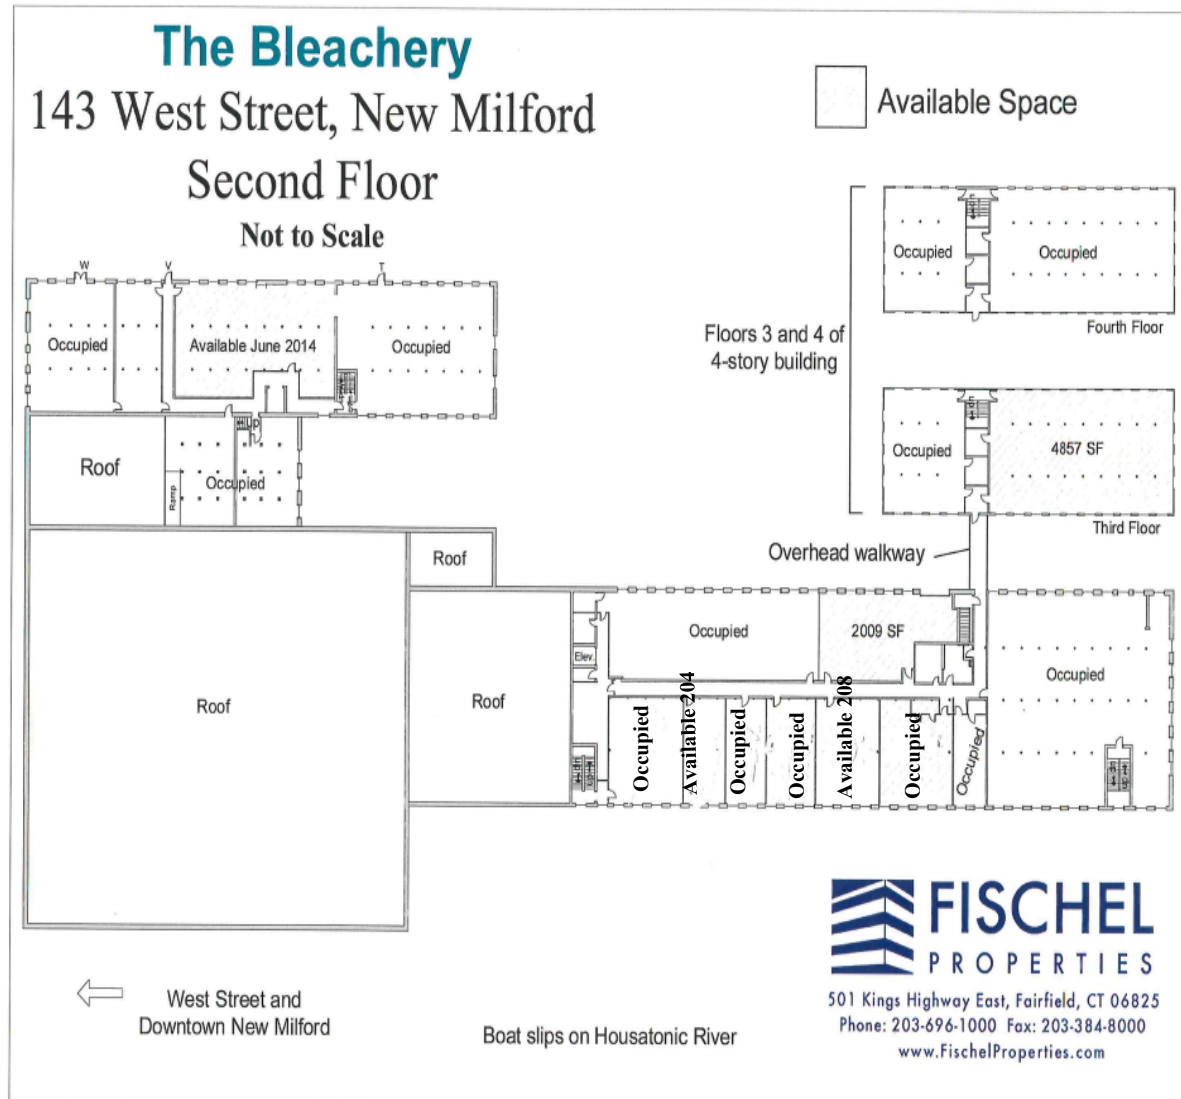 The Bleachery
143 West Street, New Milford
Second Floor
Not to Scale
Available Space
Occupied
Occupied
Fourth Floor
Floors 3 and 4 of
4-story building
Occupied
4857 SF
Third Floor
Overhead walkway
W
V
T
Occupied
Available June 2014
Occupied
up
Roof
Occupied
Ramp
Roof
Roof
Roof
Elev.
Occupied
2009 SF
Occupied
Occupied
Available 204
Occupied
Occupied
Available 208
Occupied
Occupied
West Street and
Downtown New Milford
Boat slips on Housatonic River
FISCHEL
PROPERTIES
501 Kings Highway East, Fairfield, CT 06825
Phone: 203-696-1000 Fax: 203-384-8000
www.FischelProperties.com